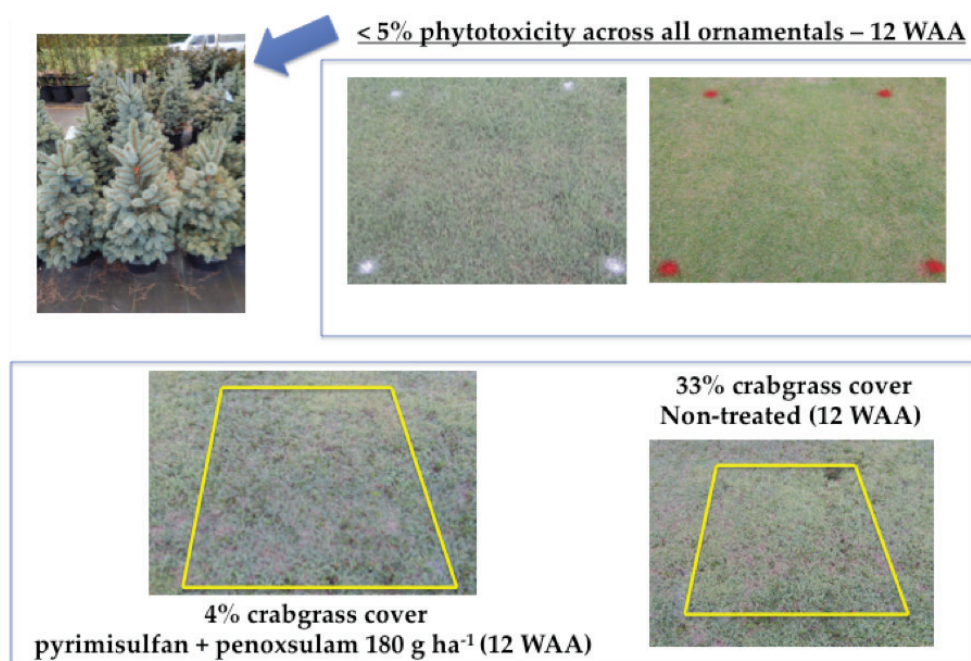 < 5% phytotoxicity across all ornamentals – 12 WAA
33% crabgrass cover
Non-treated (12 WAA)
4% crabgrass cover
pyrimisulfan + penoxsulam 180 g ha⁻¹ (12 WAA)